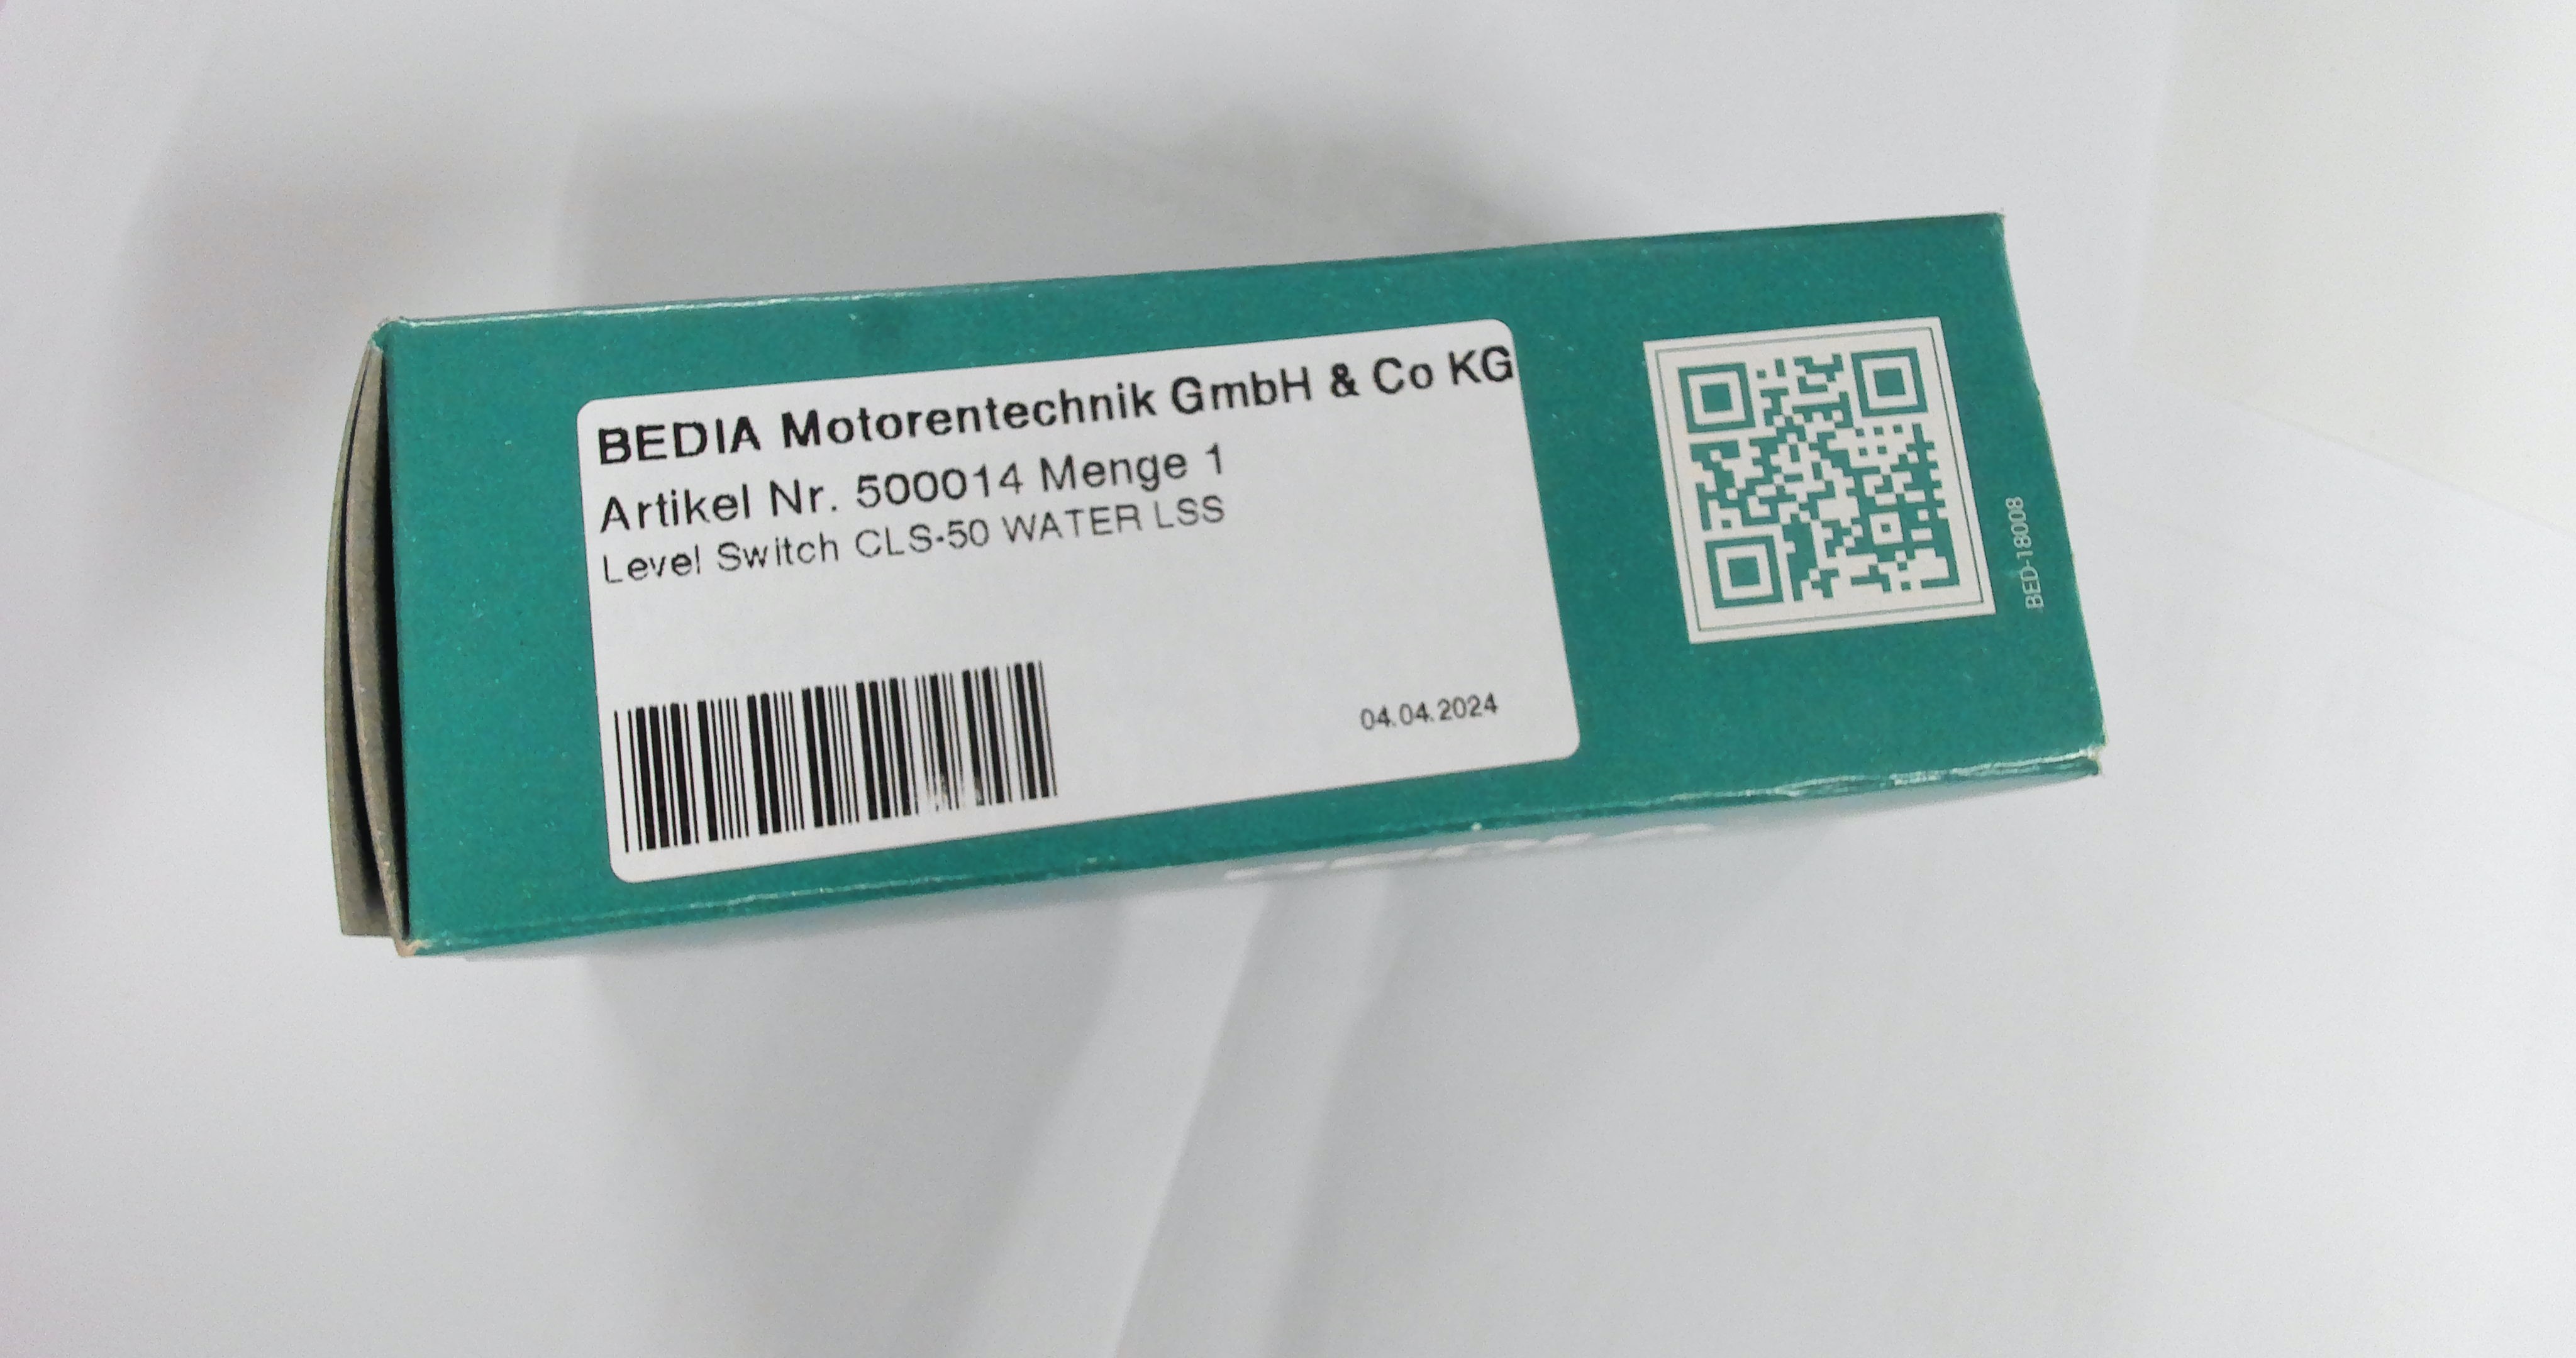 BEDIA Motorentechnik GmbH & Co KG
Artikel Nr. 500014 Menge 1
Level Switch CLS-50 WATER LSS
04.04.2024
BED-18008